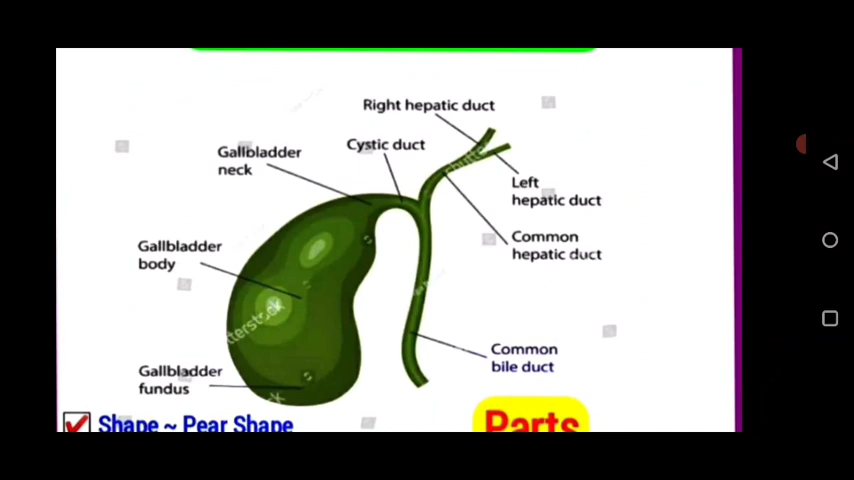 Right hepatic duct
Cystic duct
Gallbladder
neck
Left
hepatic duct
Common
hepatic duct
Gallbladder
body
Common
bile duct
Gallbladder
fundus
Shape ~ Pear Shape
Parts